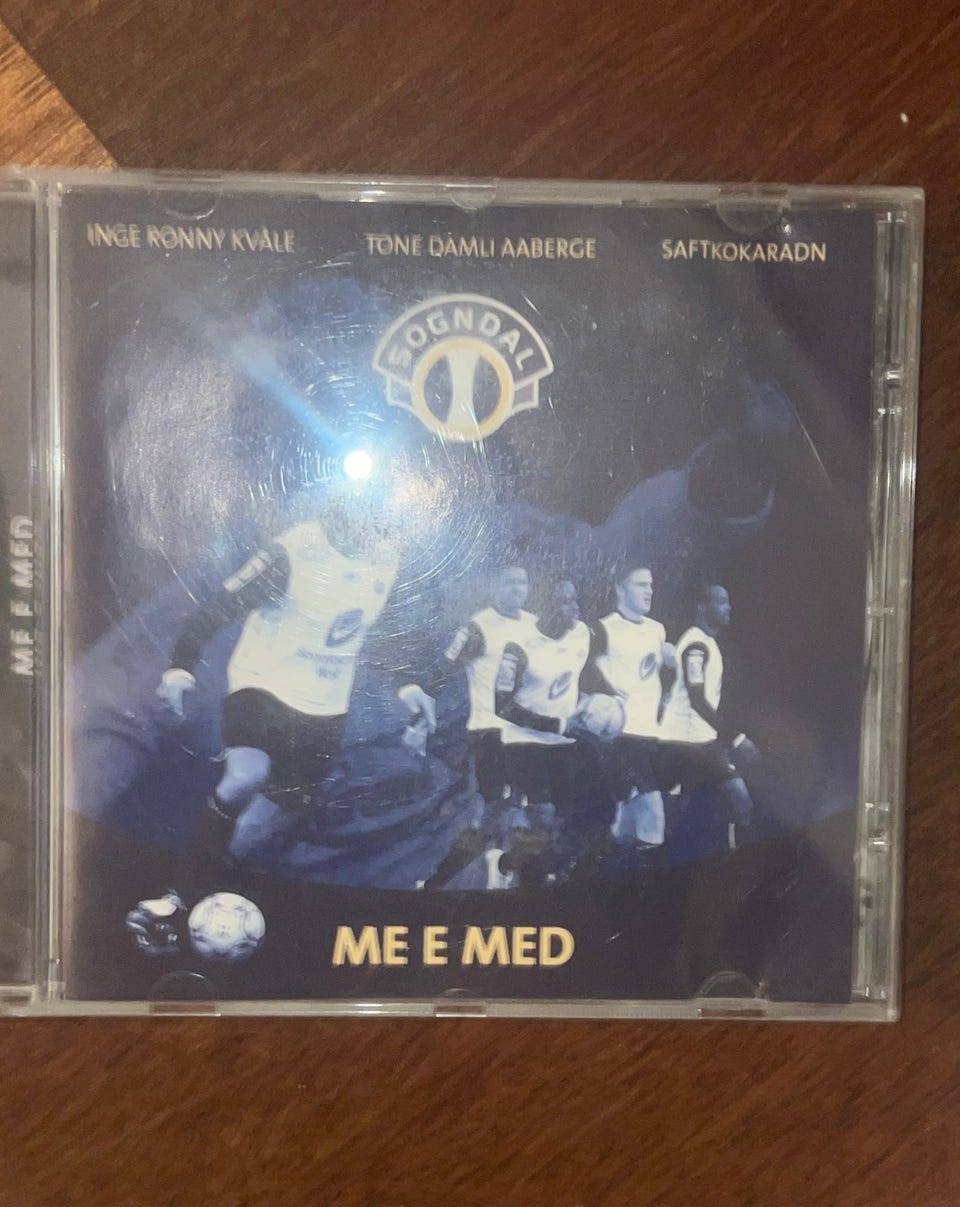 INGE RONNY KVÅLE
TONE DAMLI AABERGE
SAFTKOKARADN
SOGNDAL
ME E MED
ME E MED